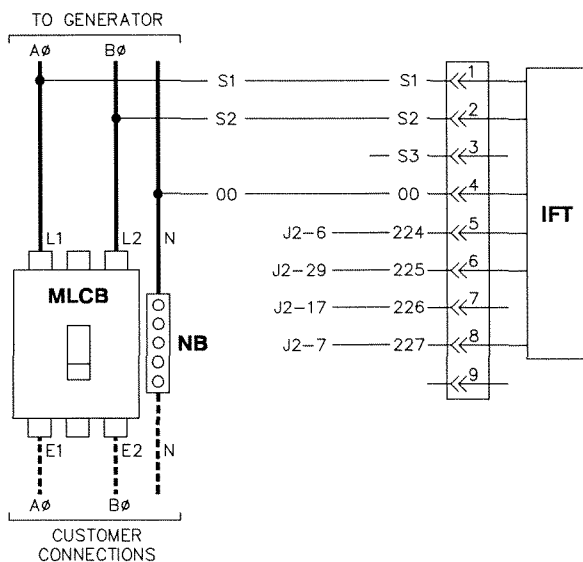 TO GENERATOR
AØ BØ
S1 S1 1
S2 S2 2
S3 3
00 00 4
IFT
J2-6 224 5
L1 L2 N
J2-29 225 6
MLCB
J2-17 226 7
NB
J2-7 227 8
9
E1 E2 N
AØ BØ
CUSTOMER
CONNECTIONS